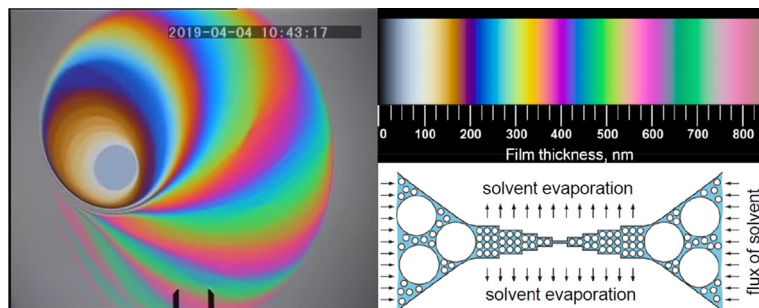 2019-04-04 10:43:17
0 100 200 300 400 500 600 700 800
Film thickness, nm
solvent evaporation
flux of solvent
solvent evaporation